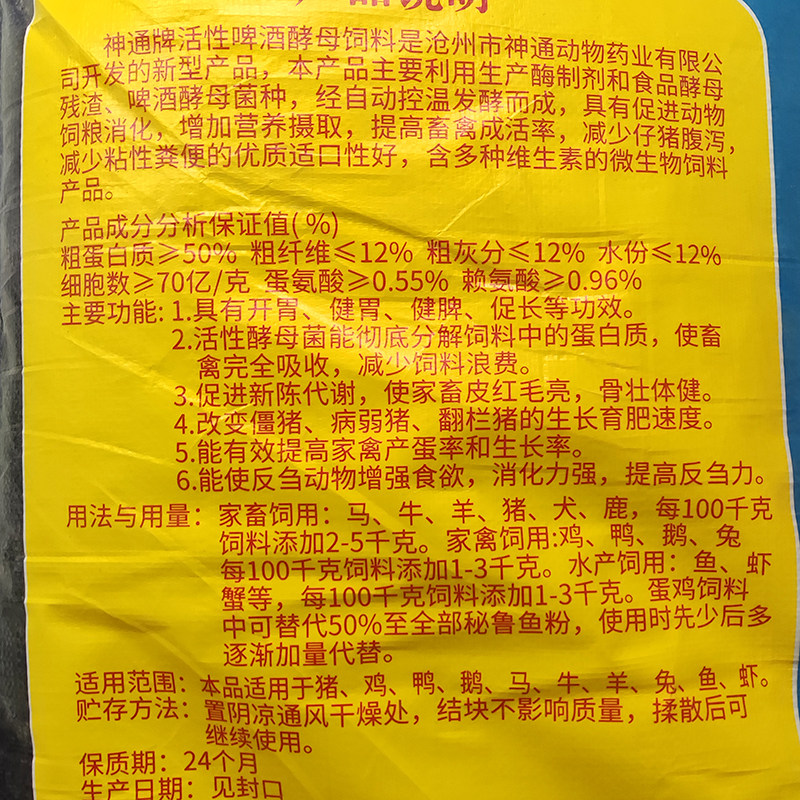 产品说明
神通牌活性啤酒酵母饲料是沧州市神通动物药业有限公
司开发的新型产品，本产品主要利用生产酶制剂和食品酵母
残渣、啤酒酵母菌种，经自动控温发酵而成，具有促进动物
饲粮消化，增加营养摄取，提高畜禽成活率，减少仔猪腹泻，
减少粘性粪便的优质适口性好，含多种维生素的微生物饲料
产品。
产品成分分析保证值(%)
粗蛋白质≥50% 粗纤维≤12% 粗灰分≤12% 水份≤12%
细胞数≥70亿/克 蛋氨酸≥0.55% 赖氨酸≥0.96%
主要功能: 1.具有开胃、健胃、健脾、促长等功效。
2.活性酵母菌能彻底分解饲料中的蛋白质，使畜
禽完全吸收，减少饲料浪费。
3.促进新陈代谢，使家畜皮红毛亮，骨壮体健。
4.改变僵猪、病弱猪、翻栏猪的生长育肥速度。
5.能有效提高家禽产蛋率和生长率。
6.能使反刍动物增强食欲，消化力强，提高反刍力。
用法与用量：家畜饲用：马、牛、羊、猪、犬、鹿，每100千克
饲料添加2-5千克。家禽饲用:鸡、鸭、鹅、兔
每100千克饲料添加1-3千克。水产饲用：鱼、虾
蟹等，每100千克饲料添加1-3千克。蛋鸡饲料
中可替代50%至全部秘鲁鱼粉，使用时先少后多
逐渐加量代替。
适用范围：本品适用于猪、鸡、鸭、鹅、马、牛、羊、兔、鱼、虾。
贮存方法：置阴凉通风干燥处，结块不影响质量，揉散后可
继续使用。
保质期：24个月
生产日期：见封口